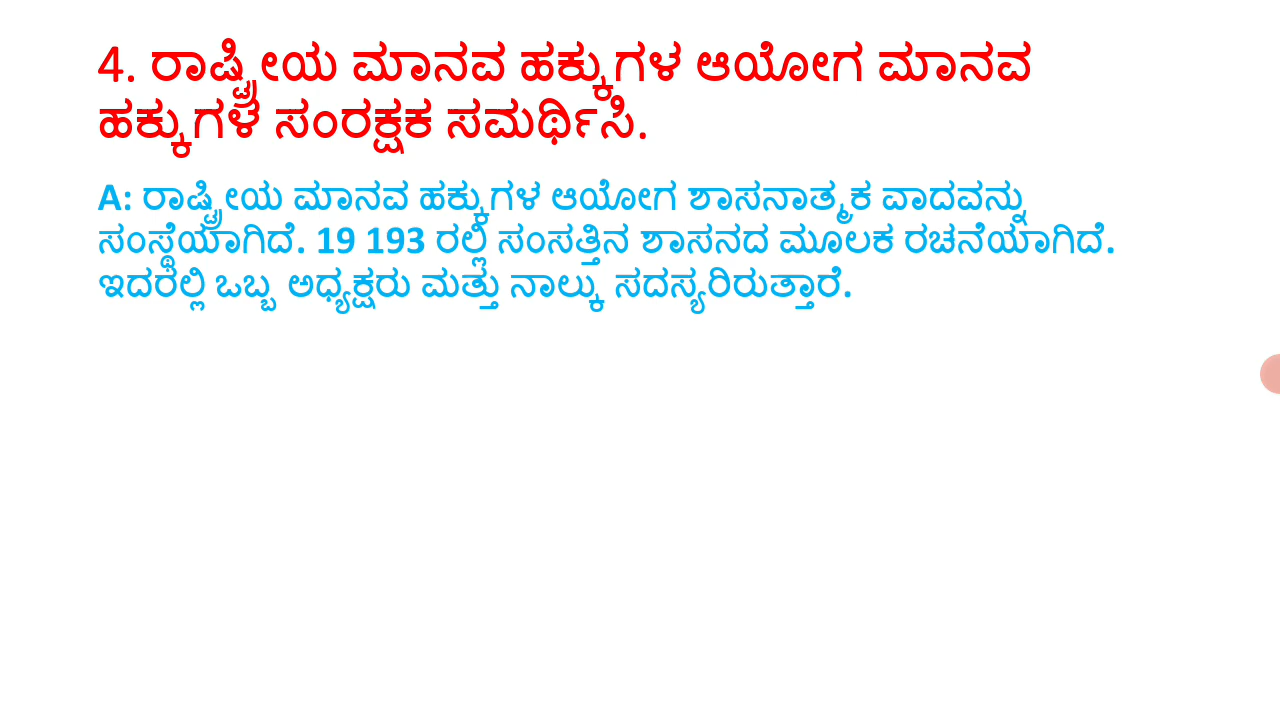 4. ರಾಷ್ಟ್ರೀಯ ಮಾನವ ಹಕ್ಕುಗಳ ಆಯೋಗ ಮಾನವ
ಹಕ್ಕುಗಳ ಸಂರಕ್ಷಕ ಸಮರ್ಥಿಸಿ.
A: ರಾಷ್ಟ್ರೀಯ ಮಾನವ ಹಕ್ಕುಗಳ ಆಯೋಗ ಶಾಸನಾತ್ಮಕ ವಾದವನ್ನು
ಸಂಸ್ಥೆಯಾಗಿದೆ. 19 193 ರಲ್ಲಿ ಸಂಸತ್ತಿನ ಶಾಸನದ ಮೂಲಕ ರಚನೆಯಾಗಿದೆ.
ಇದರಲ್ಲಿ ಒಬ್ಬ ಅಧ್ಯಕ್ಷರು ಮತ್ತು ನಾಲ್ಕು ಸದಸ್ಯರಿರುತ್ತಾರೆ.